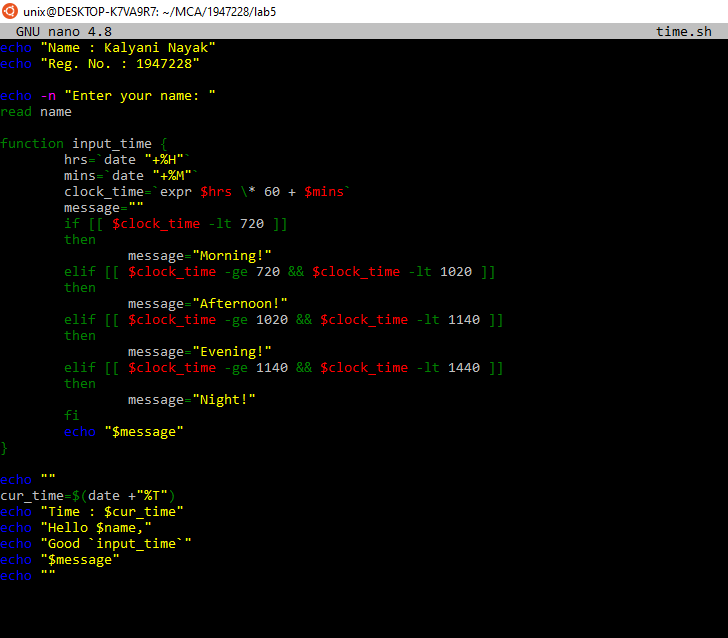 unix@DESKTOP-K7VA9R7: ~/MCA/1947228/lab5
GNU nano 4.8 time.sh
echo "Name : Kalyani Nayak"
echo "Reg. No. : 1947228"
echo -n "Enter your name: "
read name
function input_time {
hrs=`date "+%H"`
mins=`date "+%M"`
clock_time=`expr $hrs \* 60 + $mins`
message=""
if [[ $clock_time -lt 720 ]]
then
message="Morning!"
elif [[ $clock_time -ge 720 && $clock_time -lt 1020 ]]
then
message="Afternoon!"
elif [[ $clock_time -ge 1020 && $clock_time -lt 1140 ]]
then
message="Evening!"
elif [[ $clock_time -ge 1140 && $clock_time -lt 1440 ]]
then
message="Night!"
fi
echo "$message"
}
echo ""
cur_time=$(date +"%T")
echo "Time : $cur_time"
echo "Hello $name,"
echo "Good `input_time`"
echo "$message"
echo ""